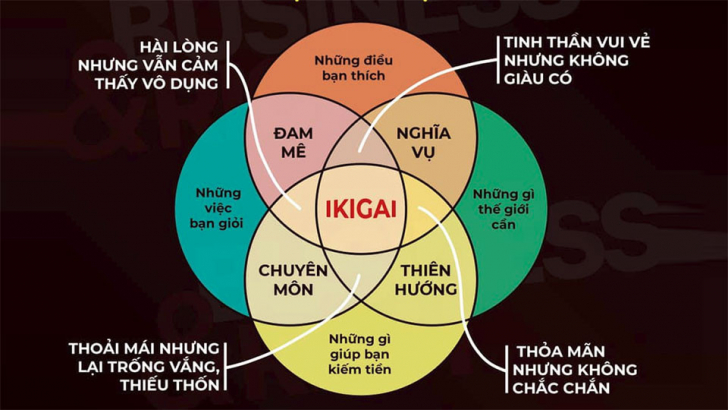 BUSINESS
HÀI LÒNG
NHƯNG VẪN CẢM
THẤY VÔ DỤNG
Những điều
bạn thích
TINH THẦN VUI VẺ
NHƯNG KHÔNG
GIÀU CÓ
ĐAM
MÊ
NGHĨA
VỤ
Những
việc
bạn giỏi
IKIGAI
Những gì
thế giới
cần
CHUYÊN
MÔN
THIÊN
HƯỚNG
Những gì
giúp bạn
kiếm tiền
THOẢI MÁI NHƯNG
LẠI TRỐNG VẮNG,
THIẾU THỐN
THỎA MÃN
NHƯNG KHÔNG
CHẮC CHẮN